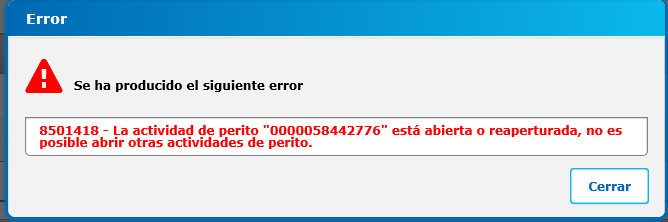 Error
Se ha producido el siguiente error
8501418 - La actividad de perito "0000058442776" está abierta o reaperturada, no es
posible abrir otras actividades de perito.
Cerrar